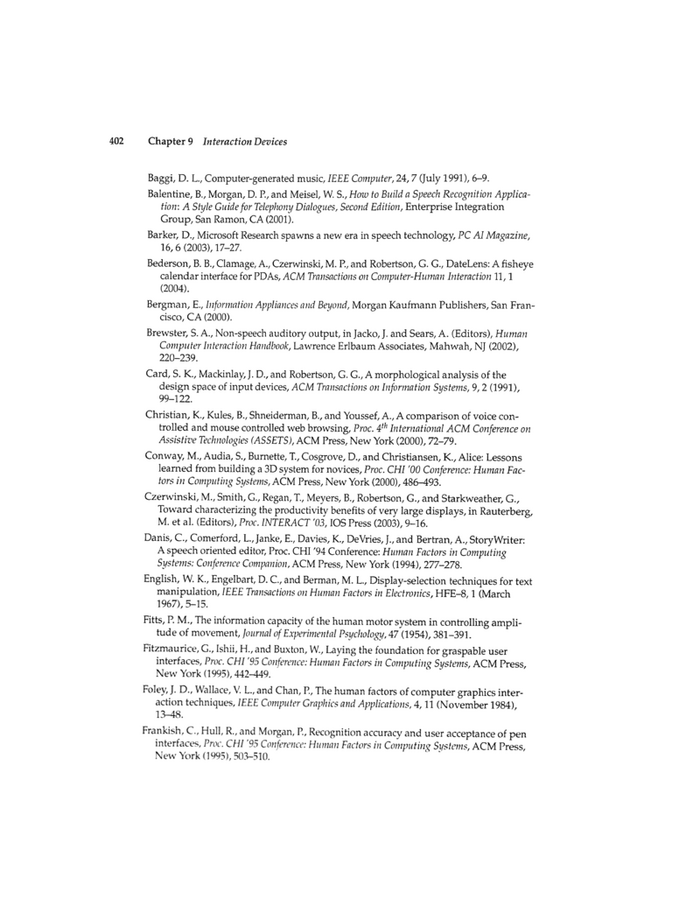 402 Chapter 9 Interaction Devices
Baggi, D. L., Computer-generated music, IEEE Computer, 24, 7 (July 1991), 6–9.
Balentine, B., Morgan, D. P., and Meisel, W. S., How to Build a Speech Recognition Applica-
tion: A Style Guide for Telephony Dialogues, Second Edition, Enterprise Integration
Group, San Ramon, CA (2001).
Barker, D., Microsoft Research spawns a new era in speech technology, PC AI Magazine,
16, 6 (2003), 17–27.
Bederson, B. B., Clamage, A., Czerwinski, M. P., and Robertson, G. G., DateLens: A fisheye
calendar interface for PDAs, ACM Transactions on Computer-Human Interaction 11, 1
(2004).
Bergman, E., Information Appliances and Beyond, Morgan Kaufmann Publishers, San Fran-
cisco, CA (2000).
Brewster, S. A., Non-speech auditory output, in Jacko, J. and Sears, A. (Editors), Human
Computer Interaction Handbook, Lawrence Erlbaum Associates, Mahwah, NJ (2002),
220–239.
Card, S. K., Mackinlay, J. D., and Robertson, G. G., A morphological analysis of the
design space of input devices, ACM Transactions on Information Systems, 9, 2 (1991),
99–122.
Christian, K., Kules, B., Shneiderman, B., and Youssef, A., A comparison of voice con-
trolled and mouse controlled web browsing, Proc. 4th International ACM Conference on
Assistive Technologies (ASSETS), ACM Press, New York (2000), 72–79.
Conway, M., Audia, S., Burnette, T., Cosgrove, D., and Christiansen, K., Alice: Lessons
learned from building a 3D system for novices, Proc. CHI '00 Conference: Human Fac-
tors in Computing Systems, ACM Press, New York (2000), 486–493.
Czerwinski, M., Smith, G., Regan, T., Meyers, B., Robertson, G., and Starkweather, G.,
Toward characterizing the productivity benefits of very large displays, in Rauterberg,
M. et al. (Editors), Proc. INTERACT '03, IOS Press (2003), 9–16.
Danis, C., Comerford, L., Janke, E., Davies, K., DeVries, J., and Bertran, A., StoryWriter:
A speech oriented editor, Proc. CHI '94 Conference: Human Factors in Computing
Systems: Conference Companion, ACM Press, New York (1994), 277–278.
English, W. K., Engelbart, D. C., and Berman, M. L., Display-selection techniques for text
manipulation, IEEE Transactions on Human Factors in Electronics, HFE–8, 1 (March
1967), 5–15.
Fitts, P. M., The information capacity of the human motor system in controlling ampli-
tude of movement, Journal of Experimental Psychology, 47 (1954), 381–391.
Fitzmaurice, G., Ishii, H., and Buxton, W., Laying the foundation for graspable user
interfaces, Proc. CHI '95 Conference: Human Factors in Computing Systems, ACM Press,
New York (1995), 442–449.
Foley, J. D., Wallace, V. L., and Chan, P., The human factors of computer graphics inter-
action techniques, IEEE Computer Graphics and Applications, 4, 11 (November 1984),
13–48.
Frankish, C., Hull, R., and Morgan, P., Recognition accuracy and user acceptance of pen
interfaces, Proc. CHI '95 Conference: Human Factors in Computing Systems, ACM Press,
New York (1995), 503–510.